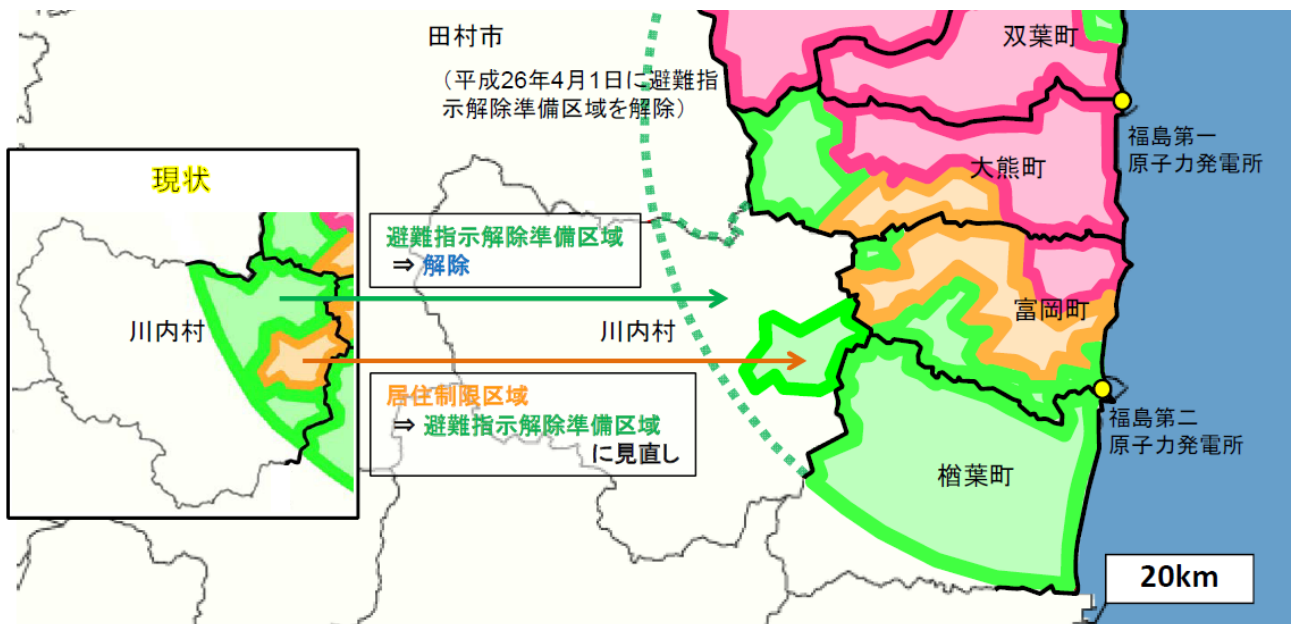 田村市
（平成26年4月1日に避難指
示解除準備区域を解除）
双葉町
福島第一
原子力発電所
大熊町
現状
川内村
避難指示解除準備区域
⇒ 解除
川内村
富岡町
居住制限区域
⇒ 避難指示解除準備区域
に見直し
福島第二
原子力発電所
楢葉町
20km